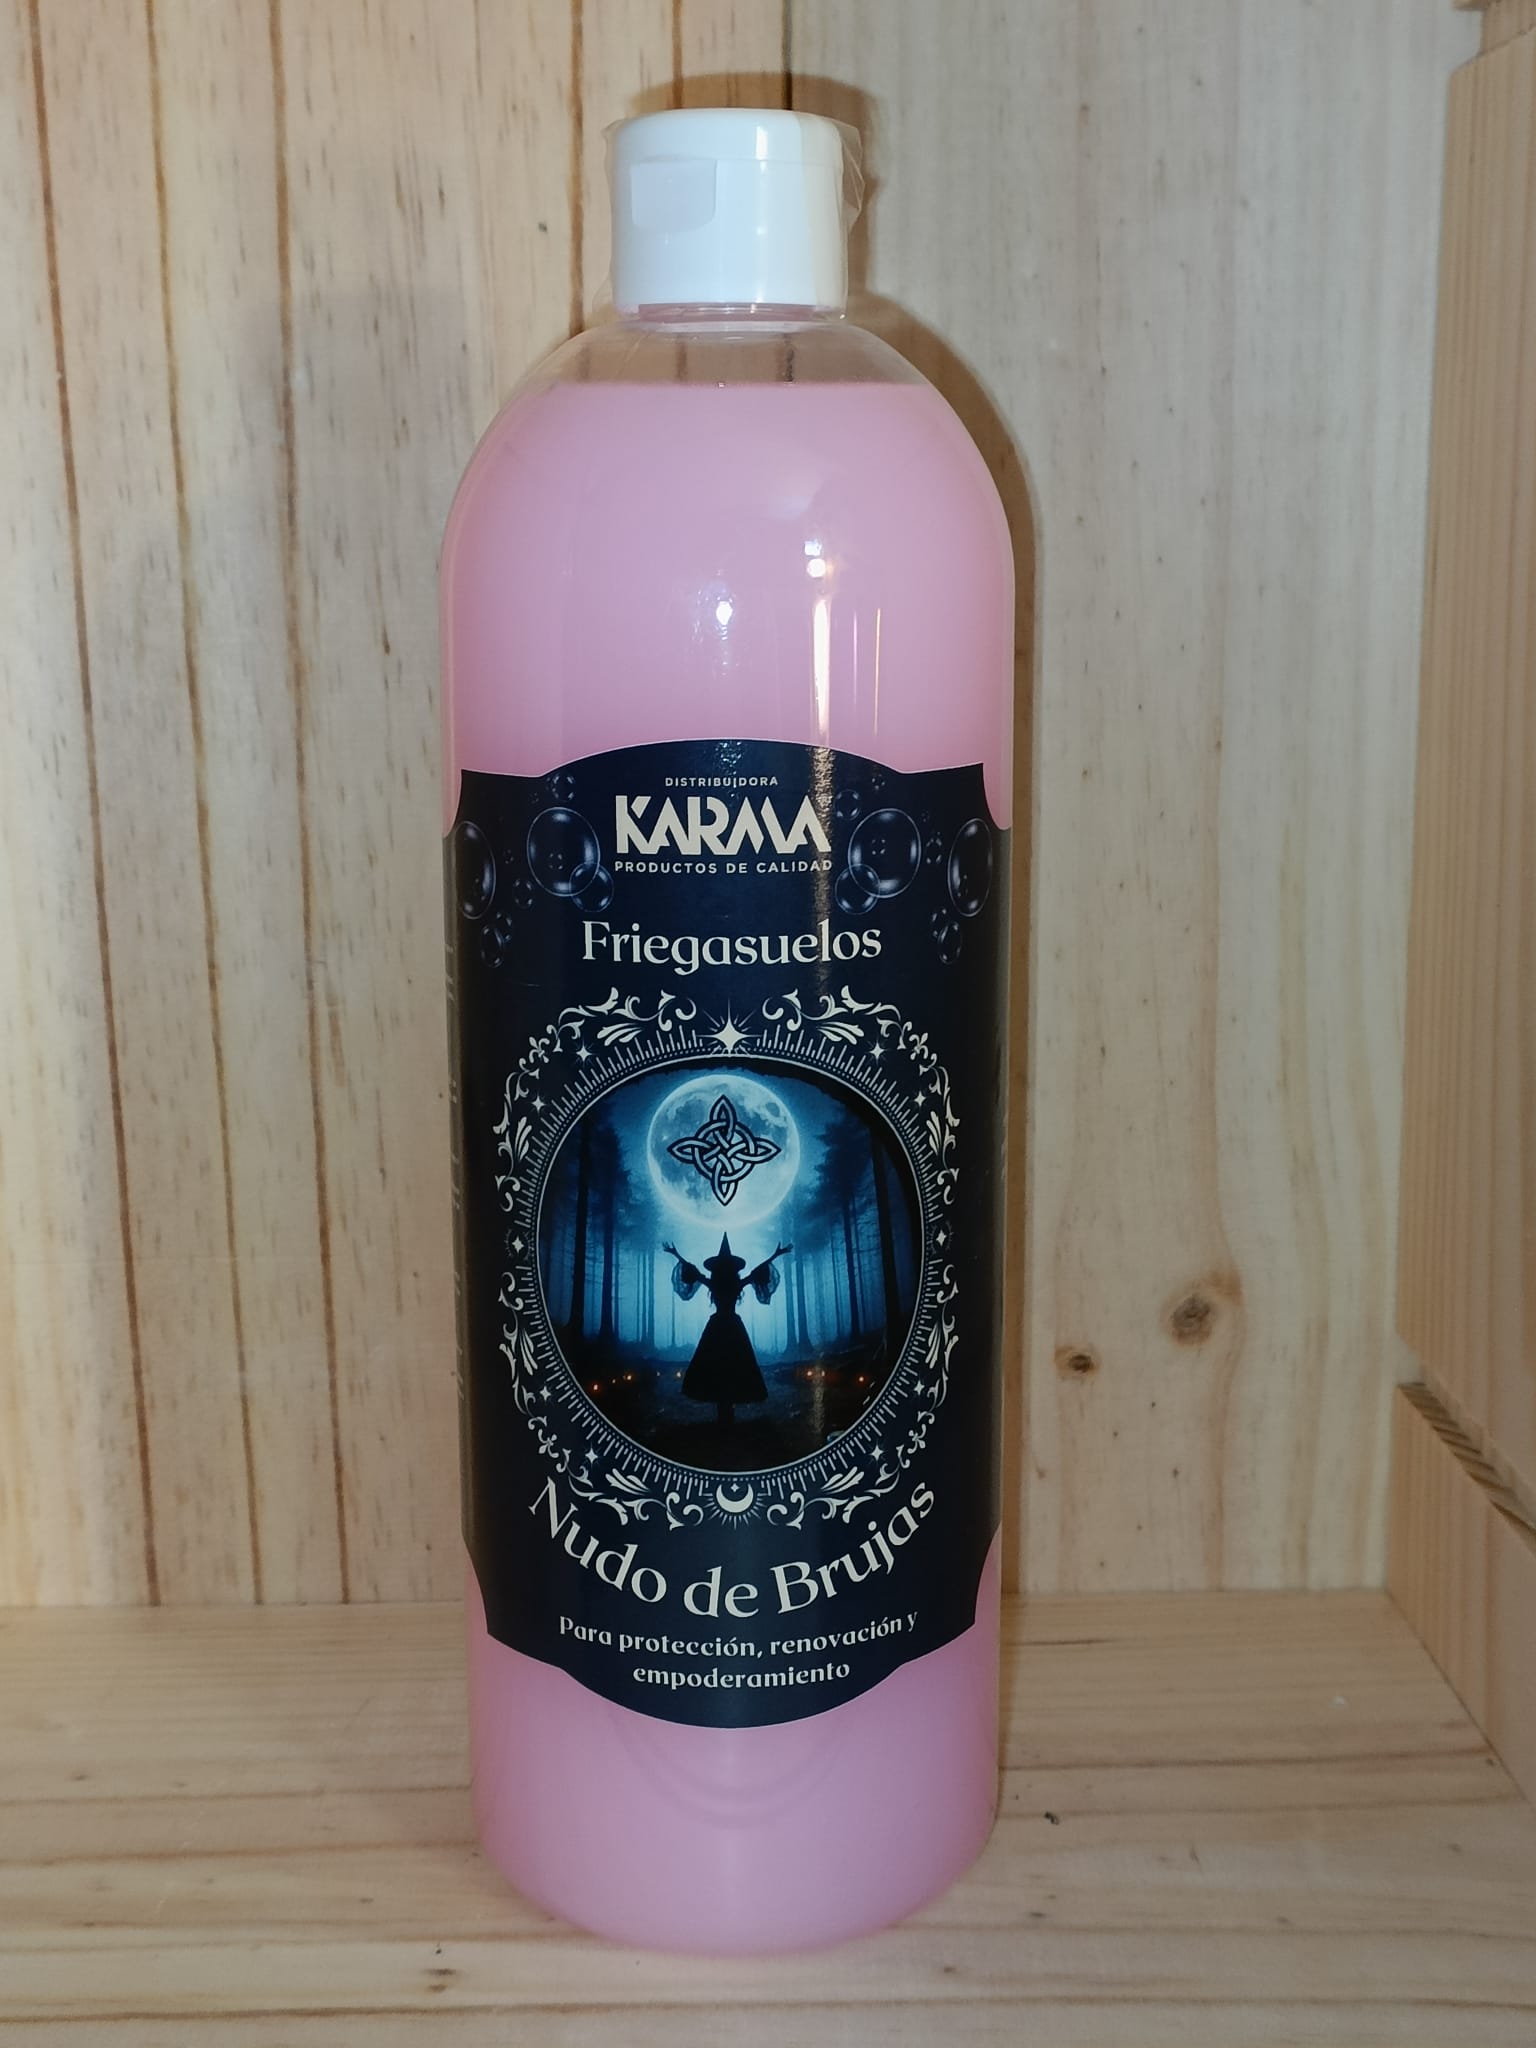 DISTRIBUIDORA
KARMA
PRODUCTOS DE CALIDAD
Friegasuelos
Nudo de Brujas
Para protección, renovación y
empoderamiento